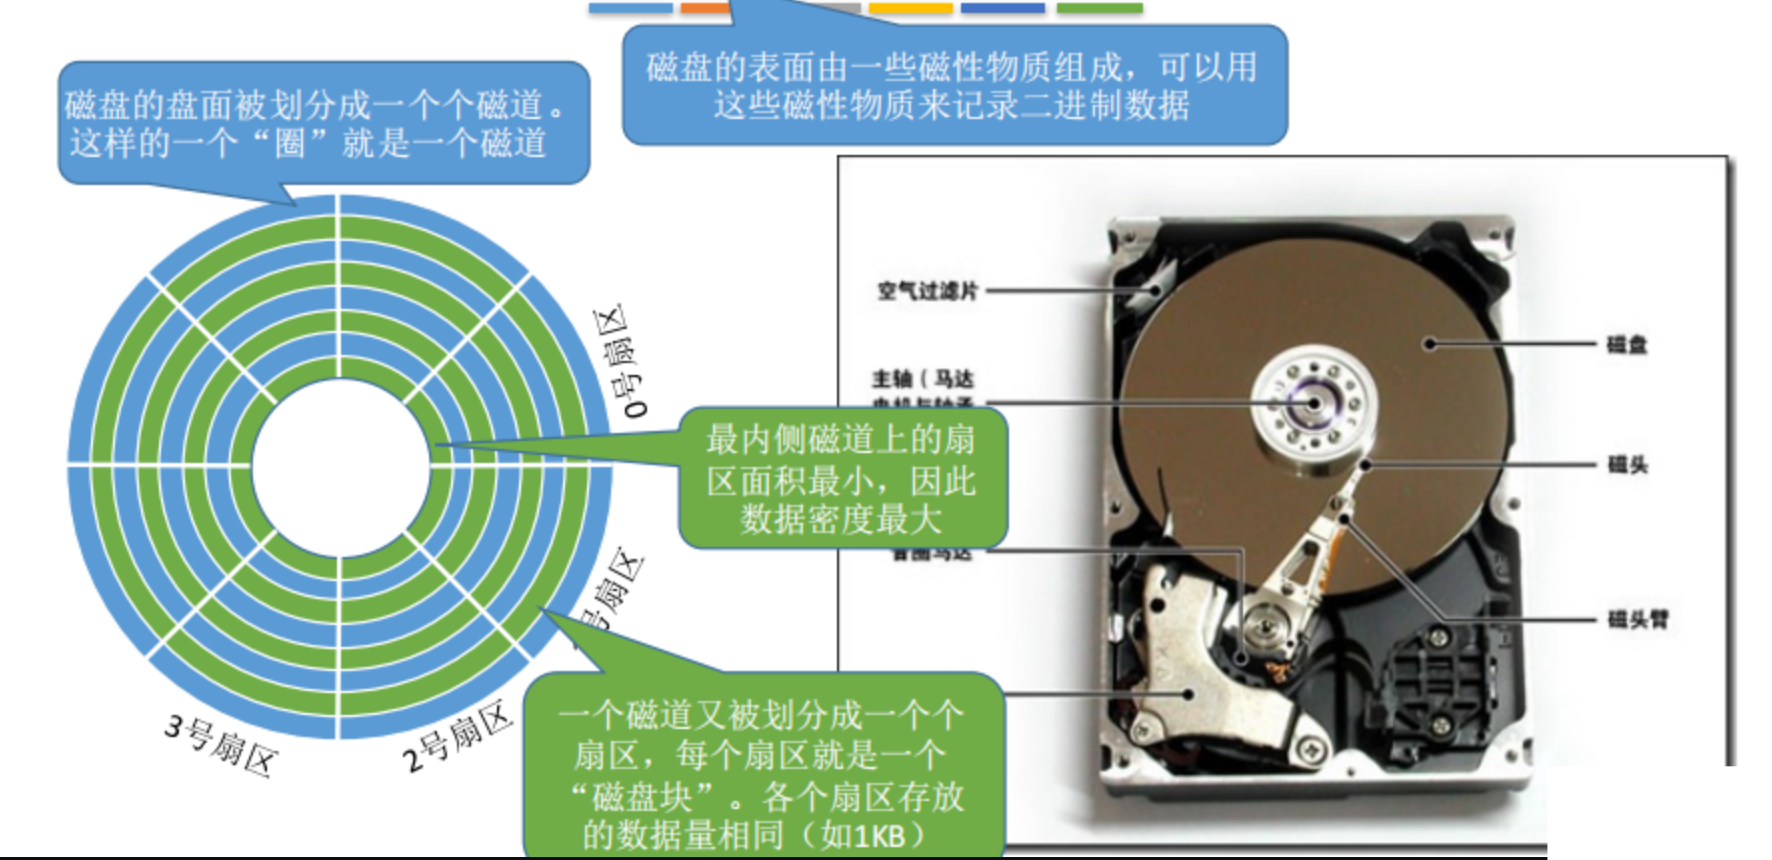 磁盘的表面由一些磁性物质组成，可以用
这些磁性物质来记录二进制数据
磁盘的盘面被划分成一个个磁道。
这样的一个“圈”就是一个磁道
0号扇区
号扇区
2号扇区
3号扇区
最内侧磁道上的扇
区面积最小，因此
数据密度最大
一个磁道又被划分成一个个
扇区，每个扇区就是一个
“磁盘块”。各个扇区存放
的数据量相同（如1KB）
空气过滤片
主轴（马达
电机与轴承
音圈马达
磁盘
磁头
磁头臂